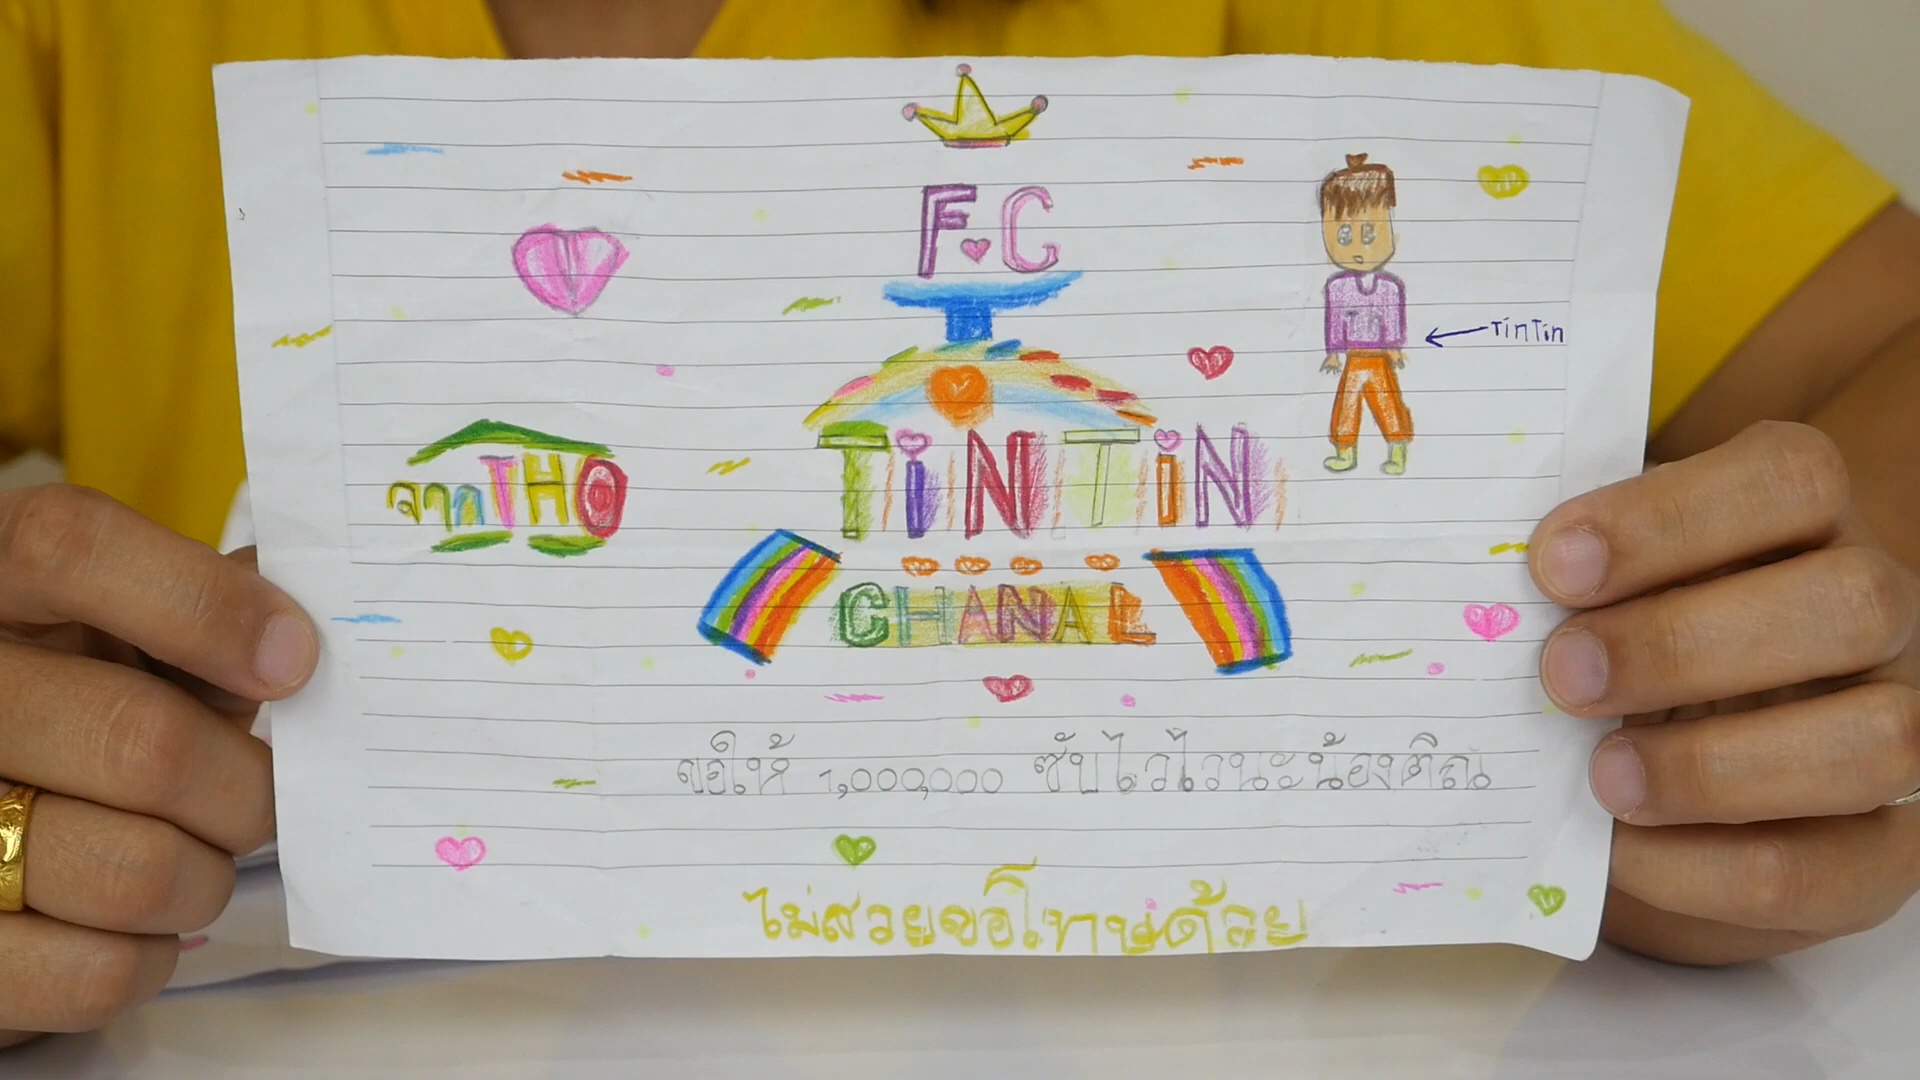 F.C
TiNTiN
CHANAL
จากTHO
TinTin
ขอให้ 1,000,000 ซับไวไวนะน้องติณ
ไม่สวยขอโทษด้วย